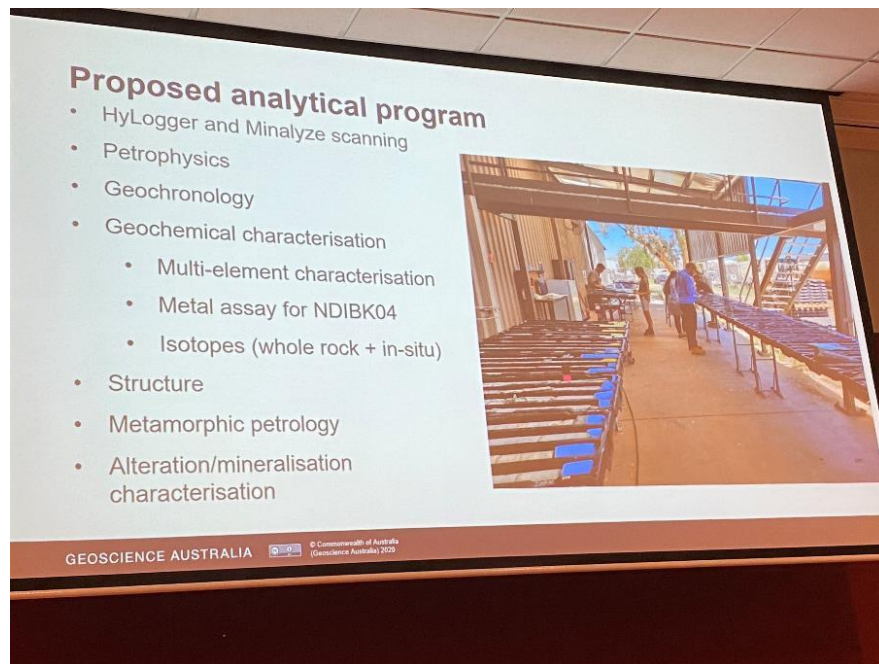 Proposed analytical program
• HyLogger and Minalyze scanning
• Petrophysics
• Geochronology
• Geochemical characterisation
• Multi-element characterisation
• Metal assay for NDIBK04
• Isotopes (whole rock + in-situ)
• Structure
• Metamorphic petrology
• Alteration/mineralisation
characterisation
GEOSCIENCE AUSTRALIA
© Commonwealth of Australia
(Geoscience Australia) 2020